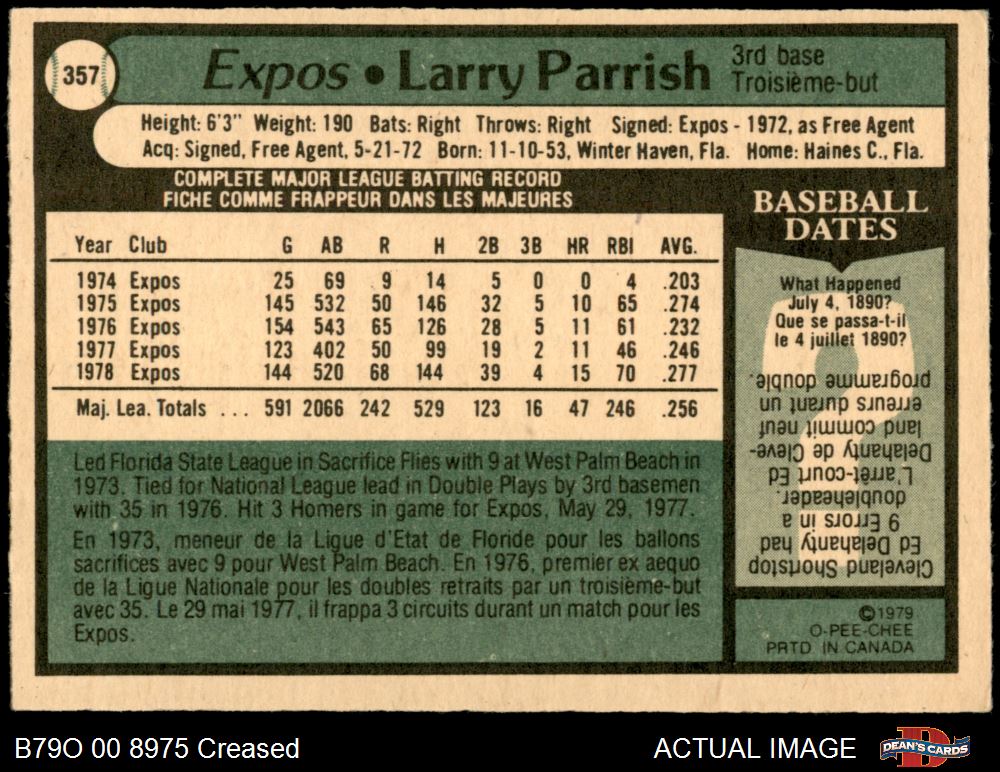 357
Expos • Larry Parrish
3rd base
Troisième-but
Height: 6'3" Weight: 190 Bats: Right Throws: Right Signed: Expos - 1972, as Free Agent
Acq: Signed, Free Agent, 5-21-72 Born: 11-10-53, Winter Haven, Fla. Home: Haines C., Fla.
COMPLETE MAJOR LEAGUE BATTING RECORD
FICHE COMME FRAPPEUR DANS LES MAJEURES
Year Club G AB R H 2B 3B HR RBI AVG.
1974 Expos 25 69 9 14 5 0 0 4 .203
1975 Expos 145 532 50 146 32 5 10 65 .274
1976 Expos 154 543 65 126 28 5 11 61 .232
1977 Expos 123 402 50 99 19 2 11 46 .246
1978 Expos 144 520 68 144 39 4 15 70 .277
Maj. Lea. Totals ... 591 2066 242 529 123 16 47 246 .256
Led Florida State League in Sacrifice Flies with 9 at West Palm Beach in
1973. Tied for National League lead in Double Plays by 3rd basemen
with 35 in 1976. Hit 3 Homers in game for Expos, May 29, 1977.
En 1973, meneur de la Ligue d'Etat de Floride pour les ballons
sacrifices avec 9 pour West Palm Beach. En 1976, premier ex aequo
de la Ligue Nationale pour les doubles retraits par un troisième-but
avec 35. Le 29 mai 1977, il frappa 3 circuits durant un match pour les
Expos.
BASEBALL
DATES
What Happened
July 4, 1890?
Que se passa-t-il
le 4 juillet 1890?
Cleveland Shortstop
Ed Delahanty had
9 Errors in a
doubleheader.
L'arrêt-court Ed
Delahanty de Cleve-
land commit neuf
erreurs durant un
programme double.
©1979
O-PEE-CHEE
PRTD IN CANADA
B79O 00 8975 Creased
ACTUAL IMAGE
D
DEAN'S CARDS